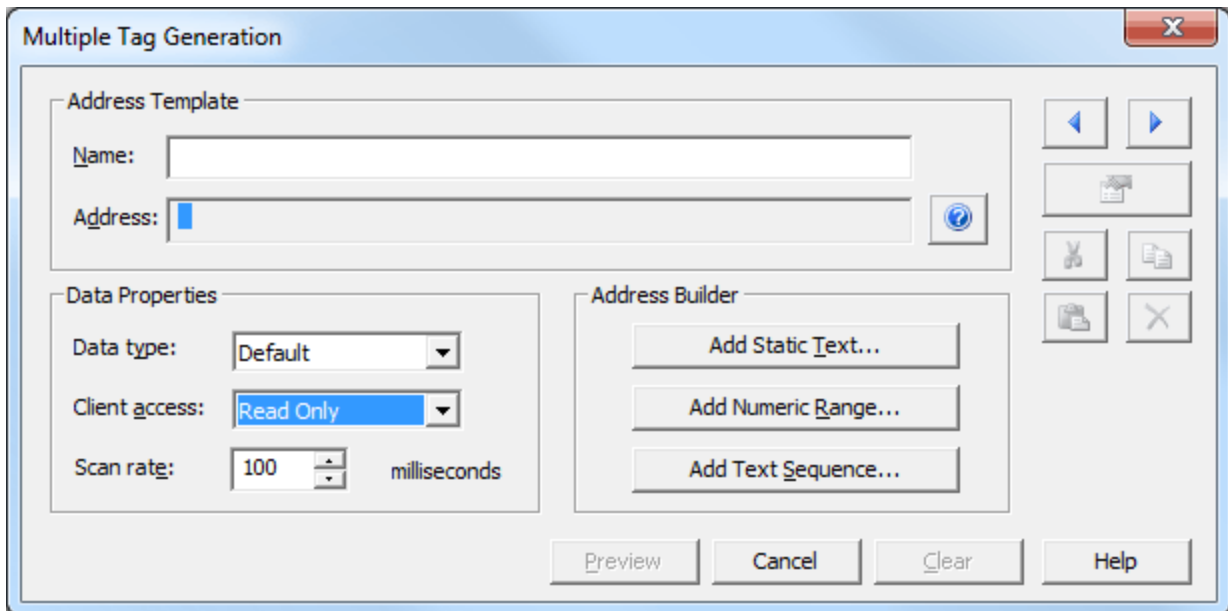 Multiple Tag Generation
Address Template
Name:
Address:
Data Properties
Data type: Default
Client access: Read Only
Scan rate: 100 milliseconds
Address Builder
Add Static Text...
Add Numeric Range...
Add Text Sequence...
Preview Cancel Clear Help